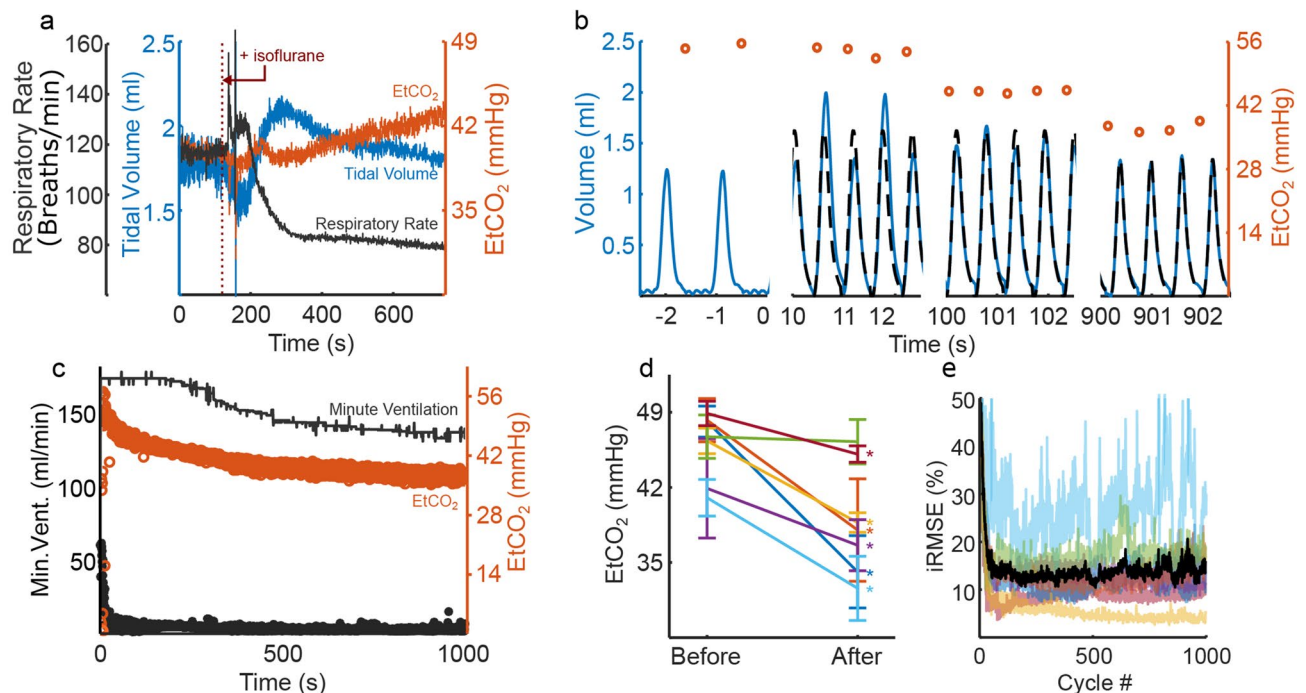 a
Respiratory Rate
(Breaths/min)
160
140
120
100
80
Tidal Volume (ml)
2.5
2
1.5
+ isoflurane
EtCO2
Tidal Volume
Respiratory Rate
49
42
35
EtCO2 (mmHg)
0 200 400 600
Time (s)
b
Volume (ml)
2.5
2
1.5
1
0.5
56
42
28
14
EtCO2 (mmHg)
-2 -1 0 10 11 12 100 101 102 900 901 902
Time (s)
c
Min.Vent. (ml/min)
150
100
50
Minute Ventilation
EtCO2
56
42
28
14
EtCO2 (mmHg)
0 1000
Time (s)
d
EtCO2 (mmHg)
49
42
35
*
*
*
*
*
*
Before After
e
iRMSE (%)
50
40
30
20
10
0 500 1000
Cycle #